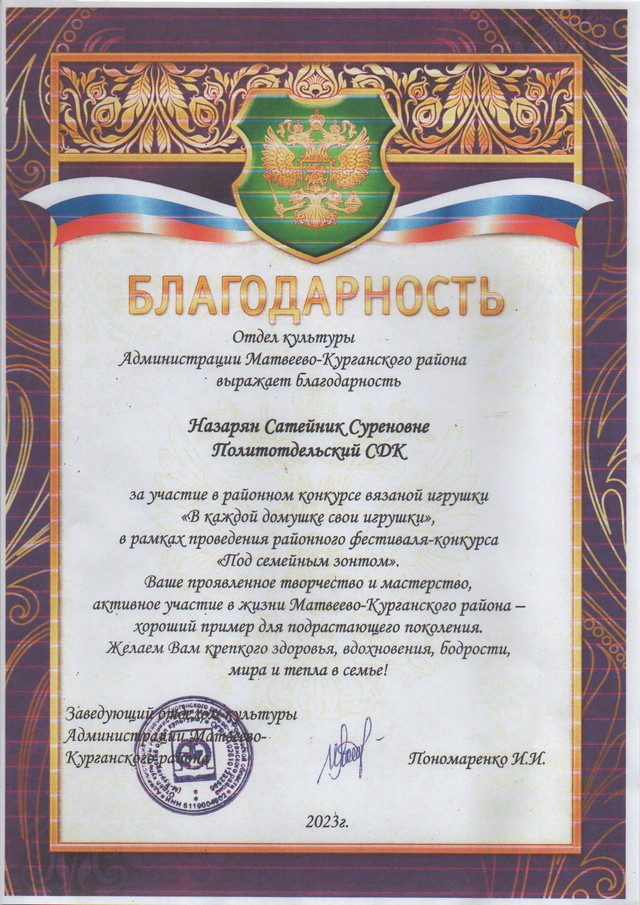 БЛАГОДАРНОСТЬ
Отдел культуры
Администрации Матвеево-Курганского района
выражает благодарность
Назарян Сатейник Суреновне
Политотдельский СДК
за участие в районном конкурсе вязаной игрушки
«В каждой домушке свои игрушки»,
в рамках проведения районного фестиваля-конкурса
«Под семейным зонтом».
Ваше проявленное творчество и мастерство,
активное участие в жизни Матвеево-Курганского района –
хороший пример для подрастающего поколения.
Желаем Вам крепкого здоровья, вдохновения, бодрости,
мира и тепла в семье!
Заведующий отделом культуры
Администрации Матвеево-
Курганского района
Пономаренко И.И.
2023г.